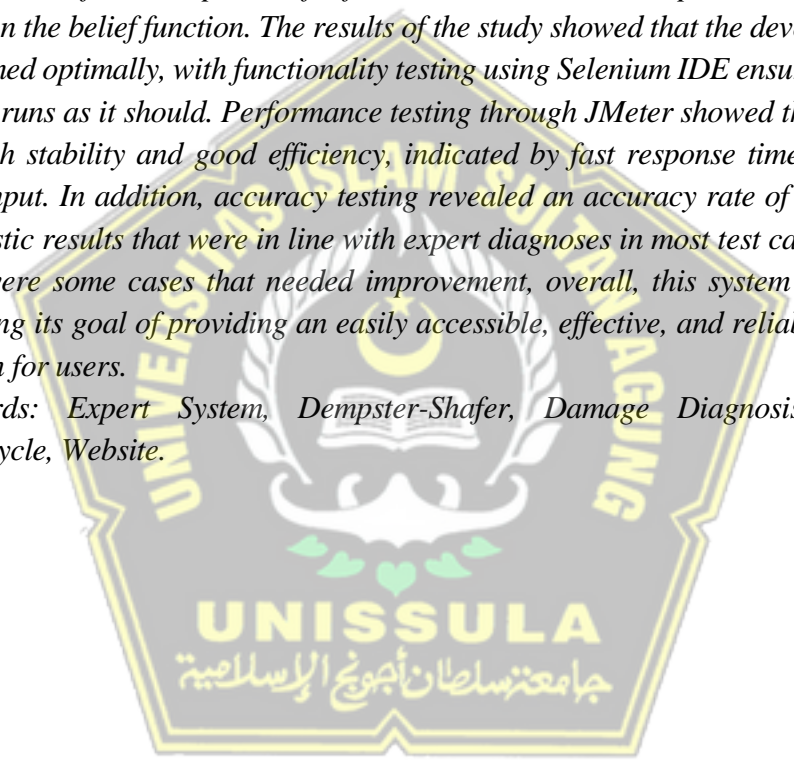 n the belief function. The results of the study showed that the deve
ned optimally, with functionality testing using Selenium IDE ensu
runs as it should. Performance testing through JMeter showed th
h stability and good efficiency, indicated by fast response time
put. In addition, accuracy testing revealed an accuracy rate of
stic results that were in line with expert diagnoses in most test ca
ere some cases that needed improvement, overall, this system
ng its goal of providing an easily accessible, effective, and relia
n for users.
rds: Expert System, Dempster-Shafer, Damage Diagnosis
ycle, Website.
UNIVERSITAS ISLAM SULTAN AGUNG
UNISSULA
جامعة سلطان أجونج الإسلامية